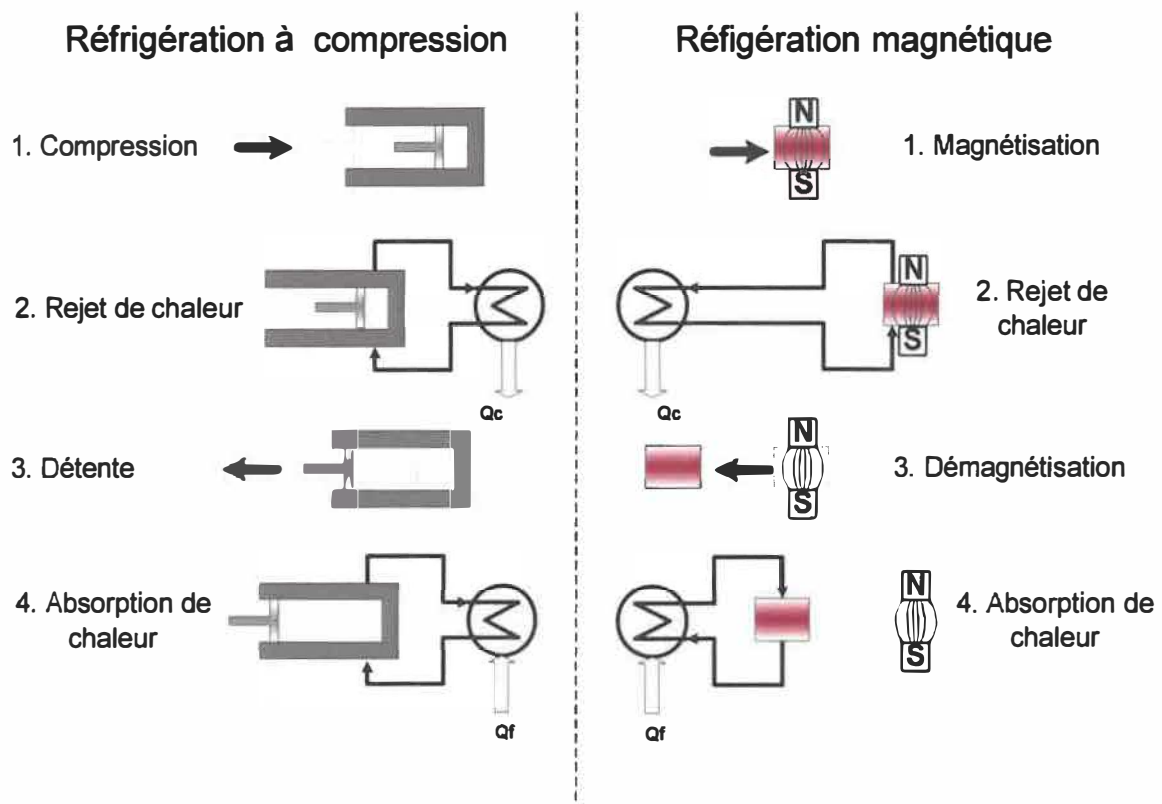 Réfrigération à compression
1. Compression
2. Rejet de chaleur
Qc
3. Détente
4. Absorption de
chaleur
Qf
Réfigération magnétique
N
S
1. Magnétisation
N
S
2. Rejet de
chaleur
Qc
N
S
3. Démagnétisation
N
S
4. Absorption de
chaleur
Qf